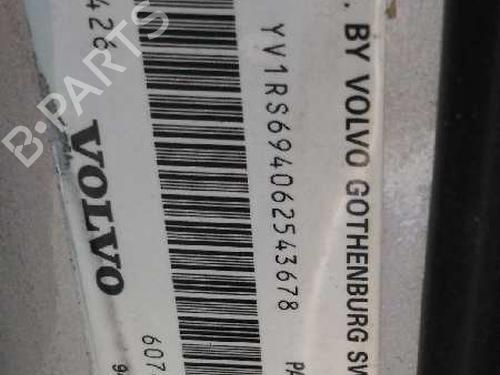 . BY VOLVO GOTHENBURG SW
YV1RS694062543678
426
VOLVO
607
B-PARTS